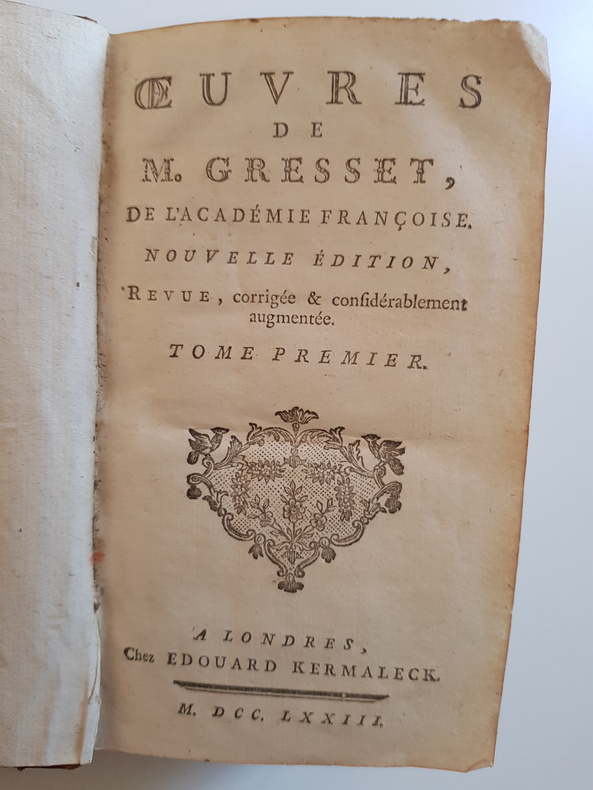 ŒUVRES
DE
M. GRESSET,
DE L'ACADÉMIE FRANÇOISE.
NOUVELLE ÉDITION,
REVUE, corrigée & conſidérablement
augmentée.
TOME PREMIER.
A LONDRES,
Chez EDOUARD KERMALECK.
M. DCC. LXXIII.